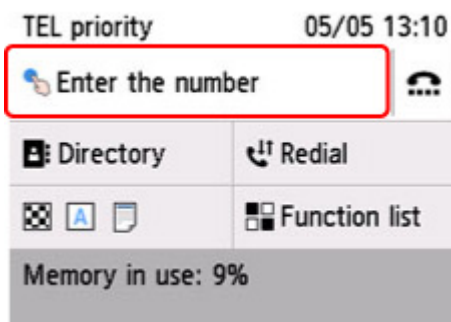 TEL priority 05/05 13:10
Enter the number
Directory Redial
A Function list
Memory in use: 9%